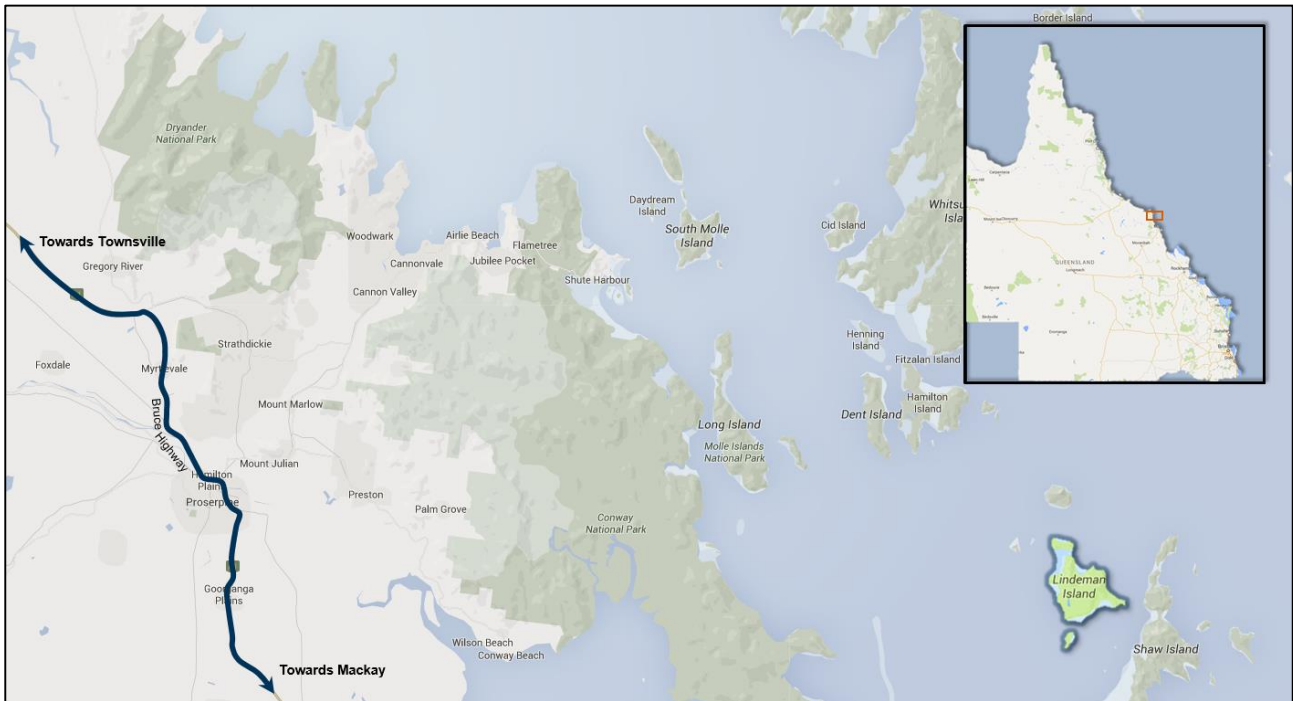 Border Island
Dryander
National Park
Daydream
Island
South Molle
Island
Cid Island
Whitsu
Isla
Towards Townsville
Woodwark
Airlie Beach
Flametree
Gregory River
Cannonvale
Jubilee Pocket
Shute Harbour
Cannon Valley
Henning
Island
Strathdickie
Fitzalan Island
Foxdale
Myrtlevale
Hamilton
Island
Mount Marlow
Dent Island
Long Island
Bruce Highway
Molle Islands
National Park
Mount Julian
Hamilton
Plains
Preston
Proserpine
Palm Grove
Conway
National Park
Lindeman
Island
Goorganga
Plains
Wilson Beach
Conway Beach
Shaw Island
Towards Mackay
QUEENSLAND